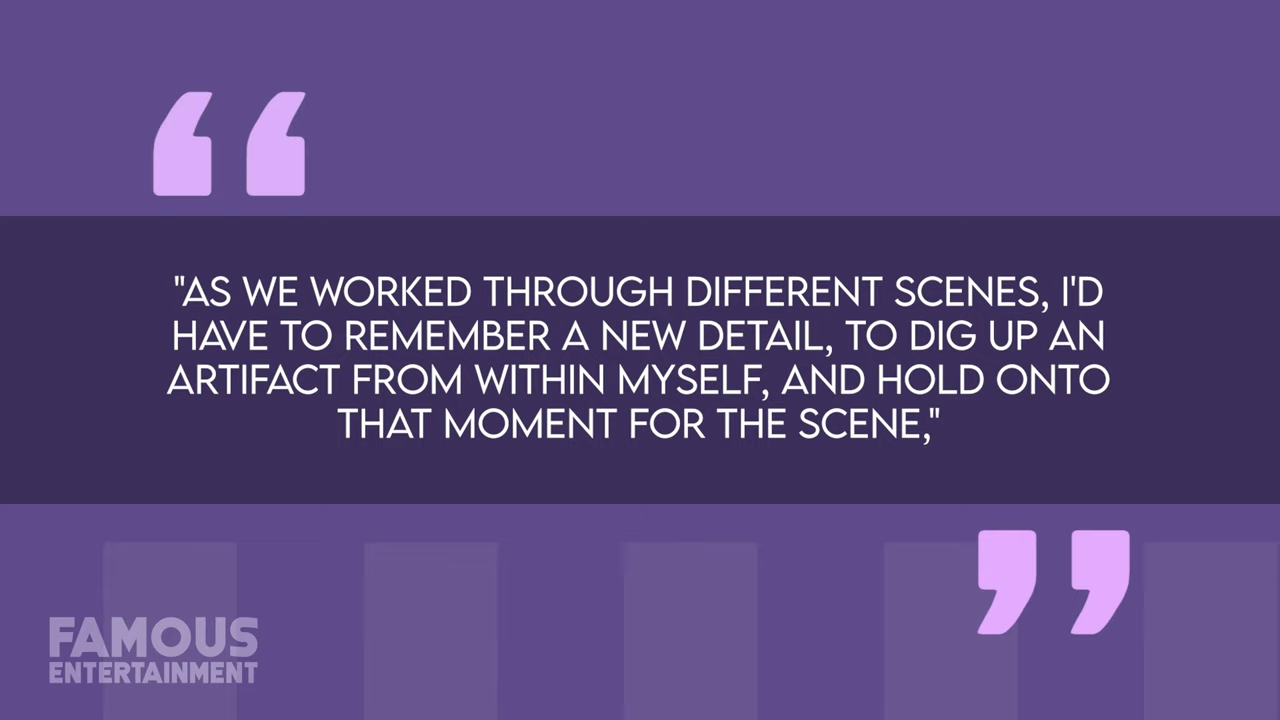 "AS WE WORKED THROUGH DIFFERENT SCENES, I'D
HAVE TO REMEMBER A NEW DETAIL, TO DIG UP AN
ARTIFACT FROM WITHIN MYSELF, AND HOLD ONTO
THAT MOMENT FOR THE SCENE,"
FAMOUS
ENTERTAINMENT